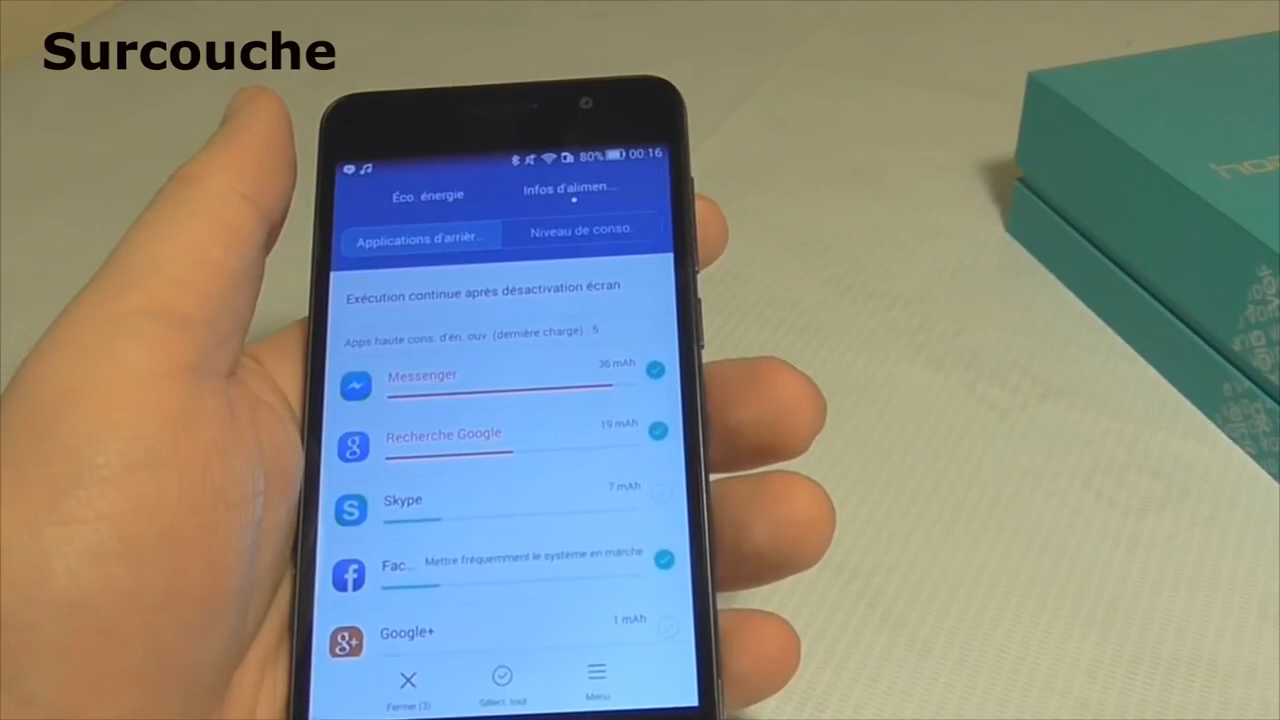 Surcouche
80% 00:16
Éco. énergie Infos d'alimen...
Applications d'arrièr... Niveau de conso.
Exécution continue après désactivation écran
Apps haute cons. d'én. ouv. (dernière charge) 5
Messenger 36 mAh
Recherche Google 19 mAh
Skype 7 mAh
Fac... Mettre fréquemment le système en marche
Google+ 1 mAh
Fermer (3) Sélect. tout Menu